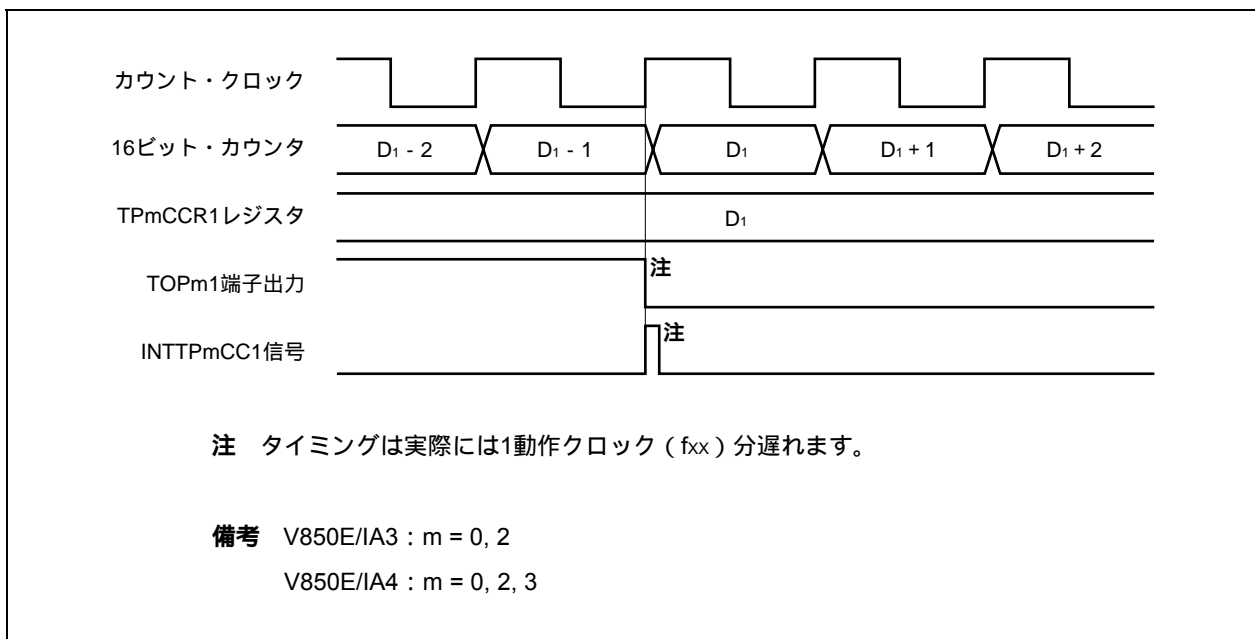 カウント・クロック
16ビット・カウンタ D1 - 2 D1 - 1 D1 D1 + 1 D1 + 2
TPmCCR1レジスタ D1
TOPm1端子出力 注
INTTPmCC1信号 注
注 タイミングは実際には1動作クロック（fxx）分遅れます。
備考 V850E/IA3：m = 0, 2
V850E/IA4：m = 0, 2, 3